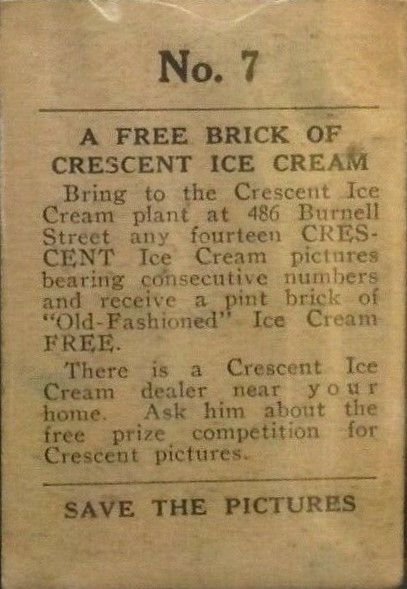 No. 7
A FREE BRICK OF
CRESCENT ICE CREAM
Bring to the Crescent Ice
Cream plant at 486 Burnell
Street any fourteen CRES-
CENT Ice Cream pictures
bearing consecutive numbers
and receive a pint brick of
"Old-Fashioned" Ice Cream
FREE.
There is a Crescent Ice
Cream dealer near your
home. Ask him about the
free prize competition for
Crescent pictures.
SAVE THE PICTURES